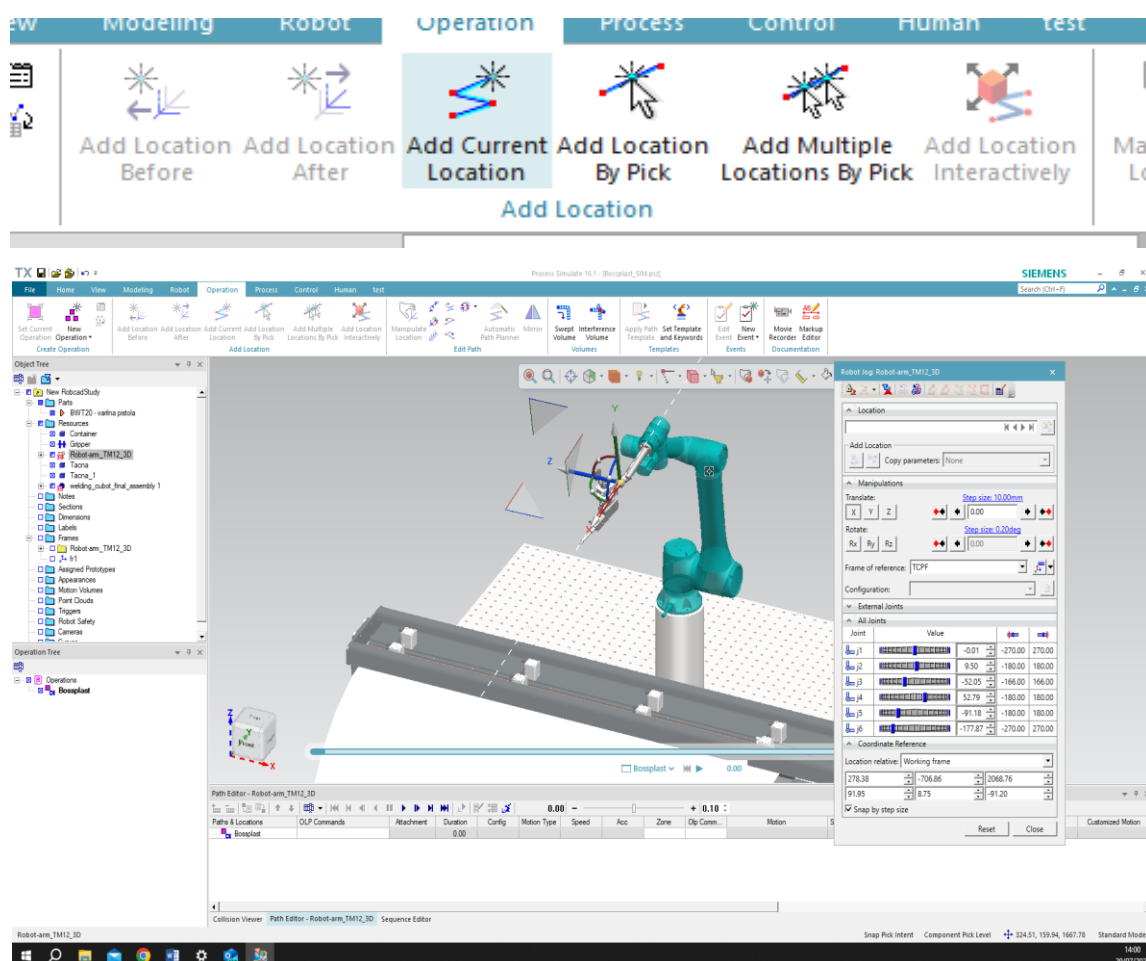 Modeling Robot Operation Process Control Human test
Add Location Before
Add Location After
Add Current Location
Add Location By Pick
Add Multiple Locations By Pick
Add Location Interactively
Add Location
TX
Process Simulate 16.1 - [Bossplast_SIM.psz]
SIEMENS
File Home View Modeling Robot Operation Process Control Human test
Search (Ctrl+F)
Set Current Operation
New Operation
Add Location Before
Add Location After
Add Current Location
Add Location By Pick
Add Multiple Locations By Pick
Add Location Interactively
Manipulate Location
Automatic Path Planner
Mirror
Swept Volume
Interference Volume
Apply Path Template
Set Template and Keywords
Edit Event
New Event
Movie Recorder
Markup Editor
Create Operation Add Location Edit Path Volumes Templates Events Documentation
Object Tree
New RobcadStudy
Parts
BWT20 - varilna pistola
Resources
Container
Gripper
Robot-arm_TM12_3D
Tacna
Tacna_1
welding_cubot_final_assembly 1
Notes
Sections
Dimensions
Labels
Frames
Robot-arm_TM12_3D
fr1
Assigned Prototypes
Appearances
Motion Volumes
Point Clouds
Triggers
Robot Safety
Cameras
Operation Tree
Operations
Bossplast
Y
Z
X
Z
Y
Front
X
Bossplast
0.00
Robot Jog: Robot-arm_TM12_3D
Location
Add Location
Copy parameters: None
Manipulations
Translate: Step size: 10.00mm
X Y Z 0.00
Rotate: Step size: 0.20deg
Rx Ry Rz 0.00
Frame of reference: TCPF
Configuration:
External Joints
All Joints
Joint Value
j1 -0.01 -270.00 270.00
j2 9.50 -180.00 180.00
j3 -52.05 -166.00 166.00
j4 52.79 -180.00 180.00
j5 -91.18 -180.00 180.00
j6 -177.87 -270.00 270.00
Coordinate Reference
Location relative: Working frame
278.38 -706.86 2068.76
91.95 8.75 -91.20
Snap by step size
Reset Close
Path Editor - Robot-arm_TM12_3D
0.00 0.10
Paths & Locations OLP Commands Attachment Duration Config Motion Type Speed Acc Zone Olp Comm... Motion Customized Motion
Bossplast 0.00
Collision Viewer Path Editor - Robot-arm_TM12_3D Sequence Editor
Robot-arm_TM12_3D
Snap Pick Intent Component Pick Level 324.51, 159.94, 1667.78 Standard Mode
14:00